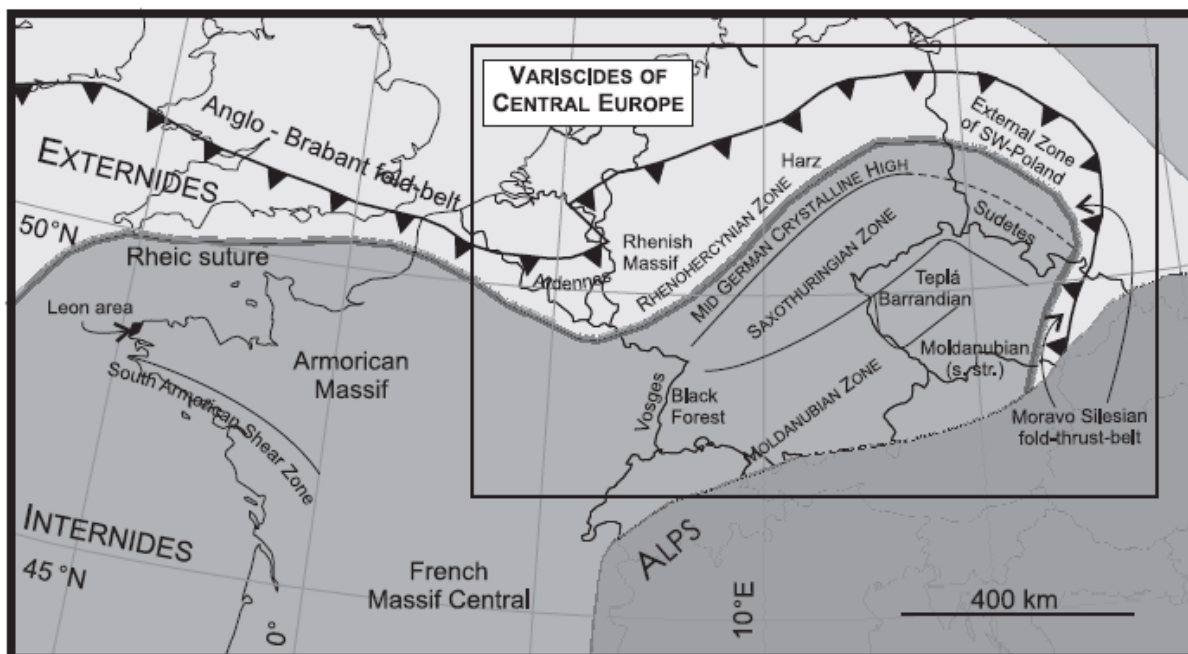 VARISCIDES OF
CENTRAL EUROPE
Anglo - Brabant fold-belt
EXTERNIDES
External Zone
of SW-Poland
Harz
50°N
Rheic suture
Rhenish
Massif
Ardennes
RHENOHERCYNIAN ZONE
MID GERMAN CRYSTALLINE HIGH
SAXOTHURINGIAN ZONE
Sudetes
Teplá
Barrandian
Leon area
Armorican
Massif
South Armorican Shear Zone
Vosges
Black
Forest
MOLDANUBIAN ZONE
Moldanubian
(s. str.)
Moravo Silesian
fold-thrust-belt
INTERNIDES
45 °N
ALPS
French
Massif Central
0°
10°E
400 km